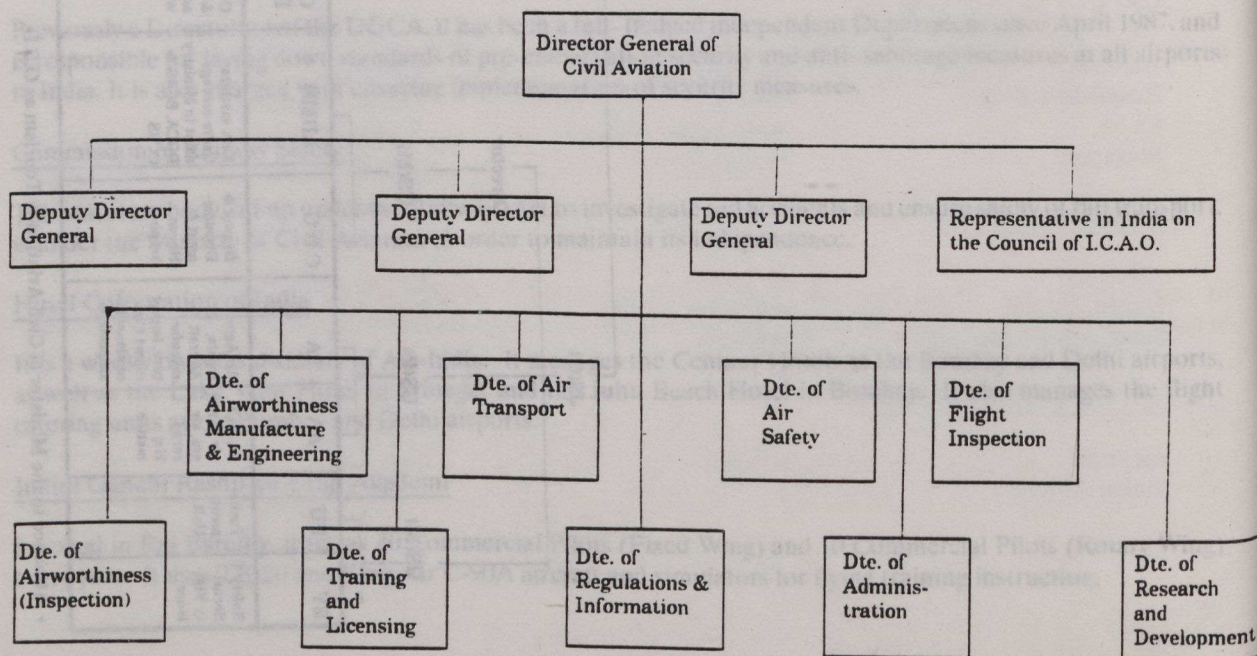 Director General of
Civil Aviation
Deputy Director
General
Deputy Director
General
Deputy Director
General
Representative in India on
the Council of I.C.A.O.
Dte. of
Airworthiness
Manufacture
& Engineering
Dte. of Air
Transport
Dte. of
Air
Safety
Dte. of
Flight
Inspection
Dte. of
Airworthiness
(Inspection)
Dte. of
Training
and
Licensing
Dte. of
Regulations &
Information
Dte. of
Adminis-
tration
Dte. of
Research
and
Development